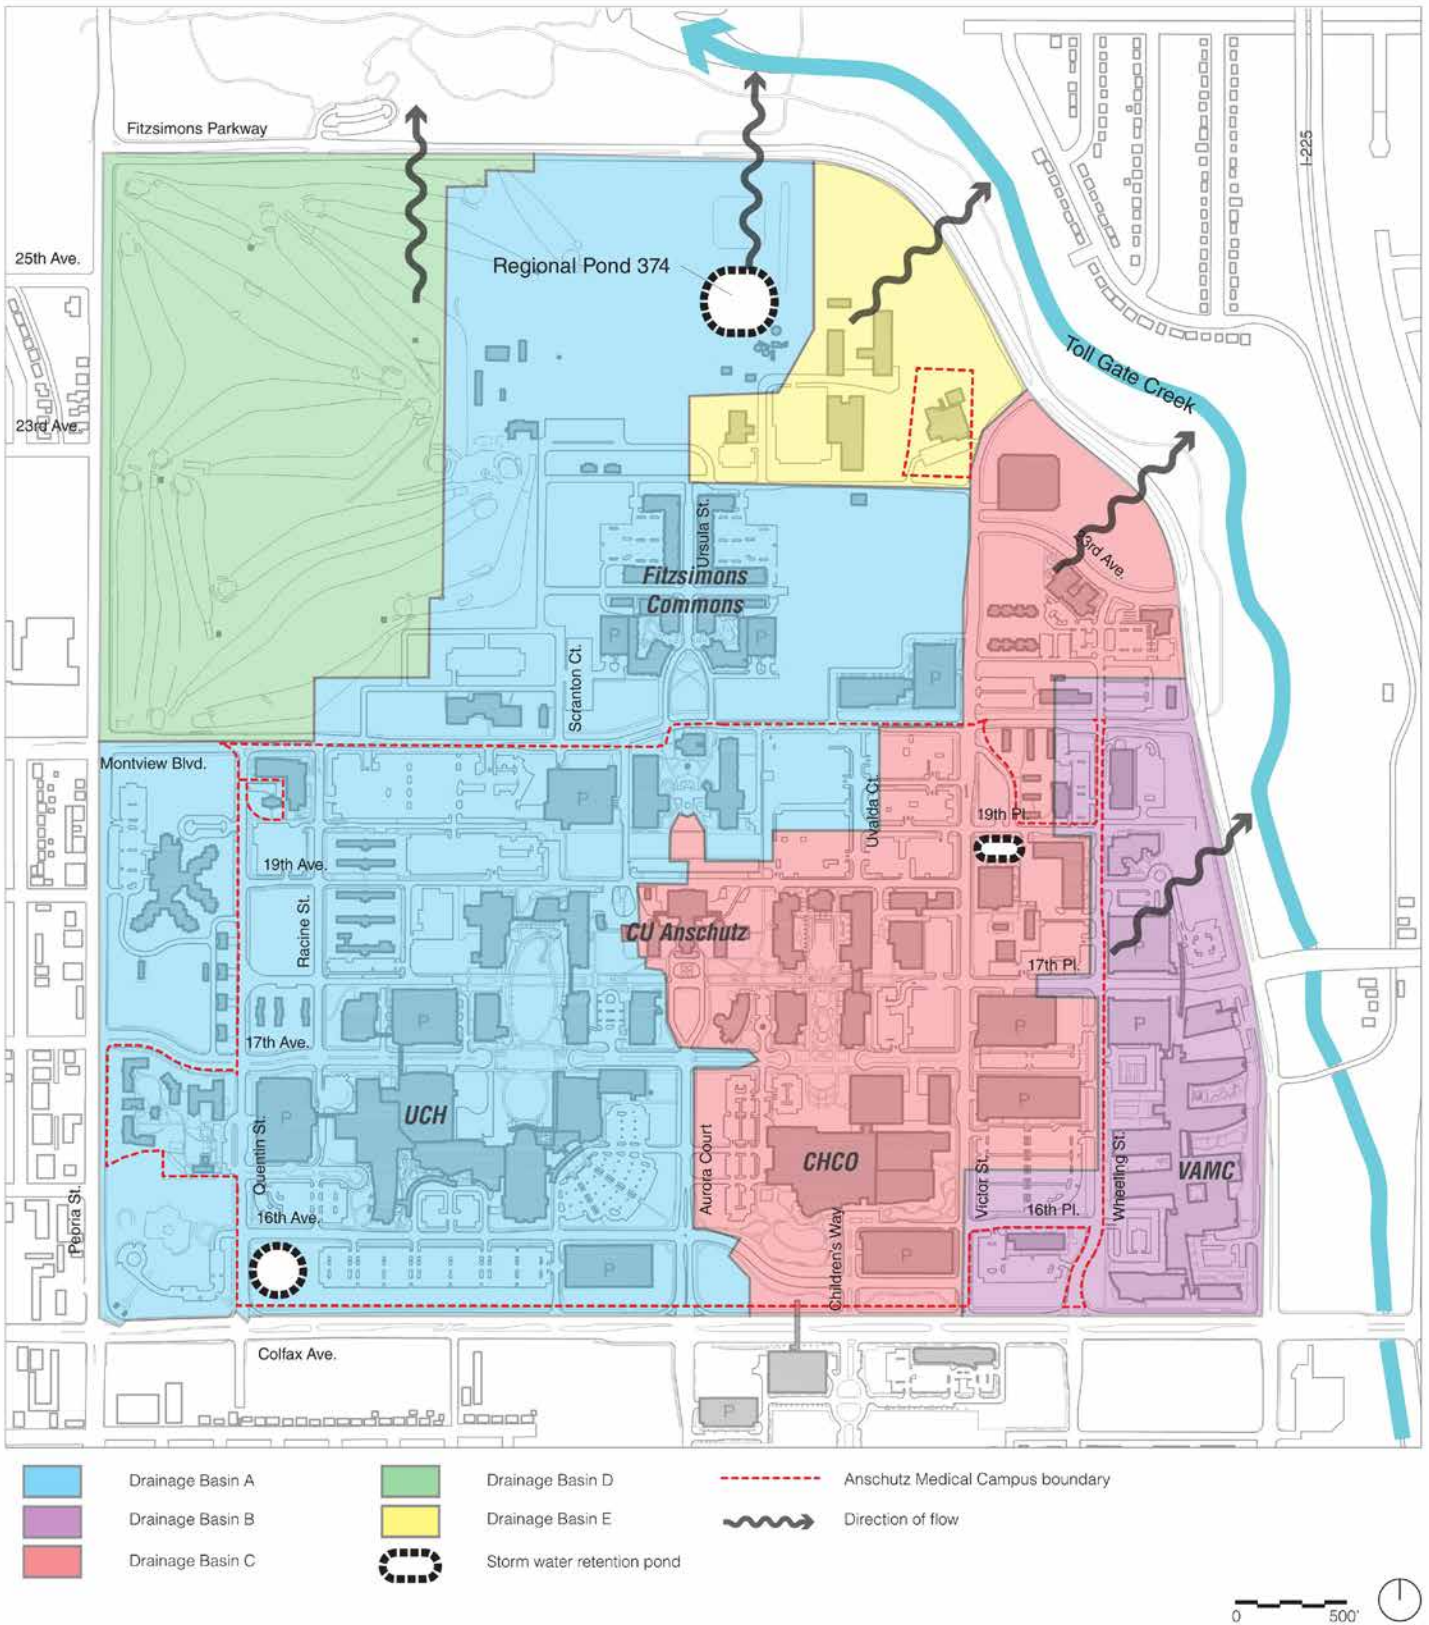 Fitzsimons Parkway
I-225
25th Ave.
Regional Pond 374
Toll Gate Creek
23rd Ave.
Ursula St.
23rd Ave.
Fitzsimons
Commons
P
P
Scranton Ct.
P
Montview Blvd.
P
Uvalda Ct.
19th Pl.
19th Ave.
Racine St.
CU Anschutz
P
17th Pl.
P
P
P
17th Ave.
P
P
UCH
Quentin St.
Aurora Court
CHCO
Victor St.
Wheeling St.
VAMC
Peoria St.
16th Ave.
16th Pl.
Children's Way
P
P
Colfax Ave.
P
Drainage Basin A
Drainage Basin D
Anschutz Medical Campus boundary
Drainage Basin B
Drainage Basin E
Direction of flow
Drainage Basin C
Storm water retention pond
0
500'